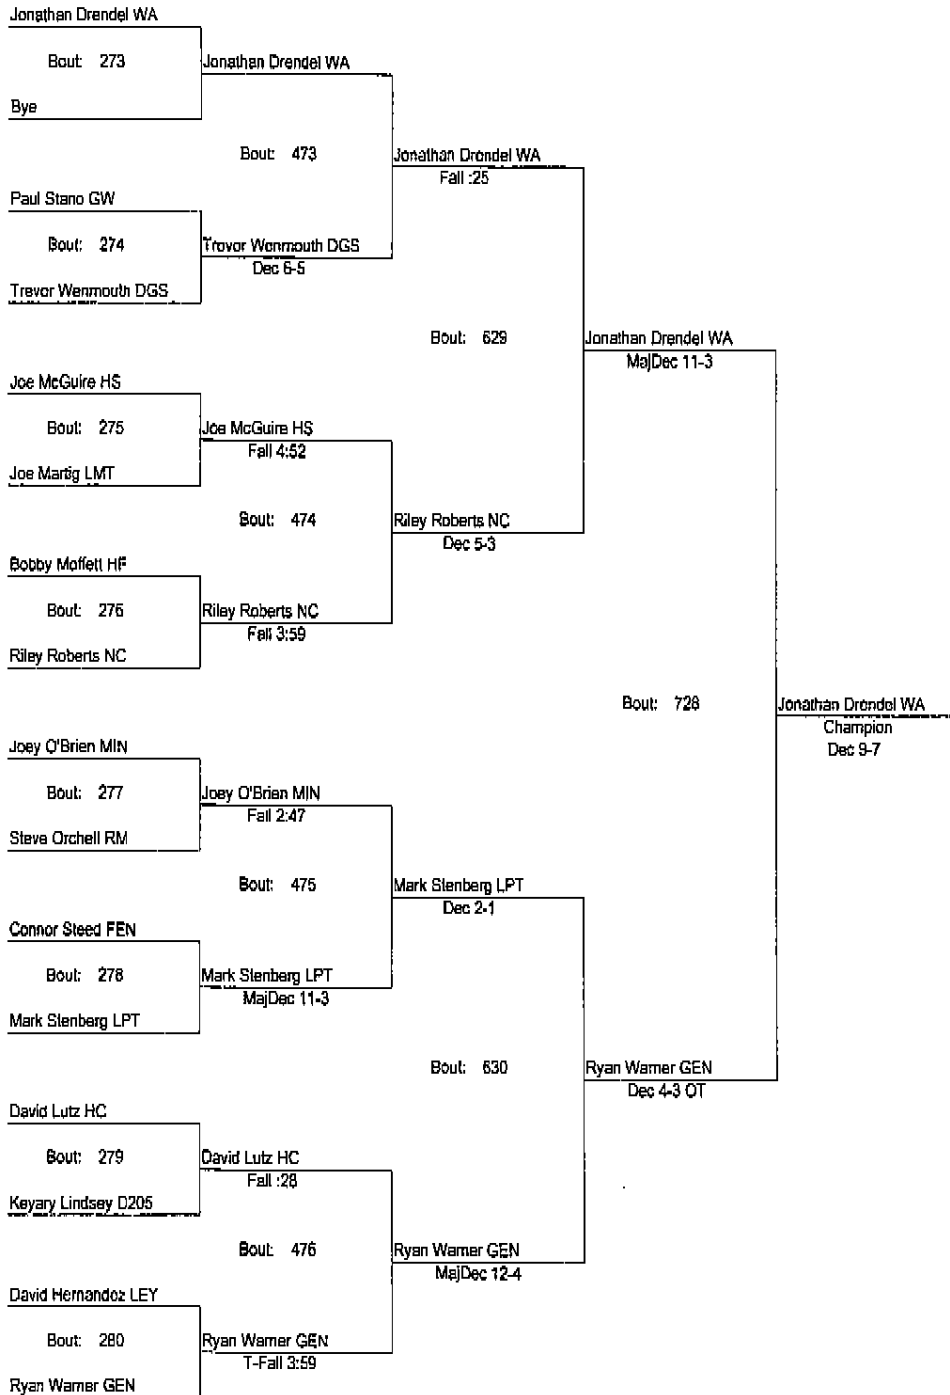 Jonathan Drendel WA
Bout: 273
Jonathan Drendel WA
Bye
Bout: 473
Jonathan Drendel WA
Fall :25
Paul Stano GW
Bout: 274
Trevor Wenmouth DGS
Dec 6-5
Trevor Wenmouth DGS
Bout: 629
Jonathan Drendel WA
MajDec 11-3
Joe McGuire HS
Bout: 275
Joe McGuire HS
Fall 4:52
Joe Martig LMT
Bout: 474
Riley Roberts NC
Dec 5-3
Bobby Moffett HF
Bout: 276
Riley Roberts NC
Fall 3:59
Riley Roberts NC
Bout: 728
Jonathan Drendel WA
Champion
Dec 9-7
Joey O'Brien MIN
Bout: 277
Joey O'Brien MIN
Fall 2:47
Steve Orchell RM
Bout: 475
Mark Stenberg LPT
Dec 2-1
Connor Steed FEN
Bout: 278
Mark Stenberg LPT
MajDec 11-3
Mark Stenberg LPT
Bout: 630
Ryan Warner GEN
Dec 4-3 OT
David Lutz HC
Bout: 279
David Lutz HC
Fall :28
Keyary Lindsey D205
Bout: 476
Ryan Warner GEN
MajDec 12-4
David Hernandez LEY
Bout: 280
Ryan Warner GEN
T-Fall 3:59
Ryan Warner GEN